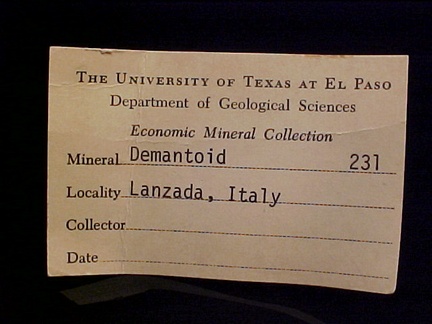 THE UNIVERSITY OF TEXAS AT EL PASO
Department of Geological Sciences
Economic Mineral Collection
Mineral Demantoid 231
Locality Lanzada, Italy
Collector
Date